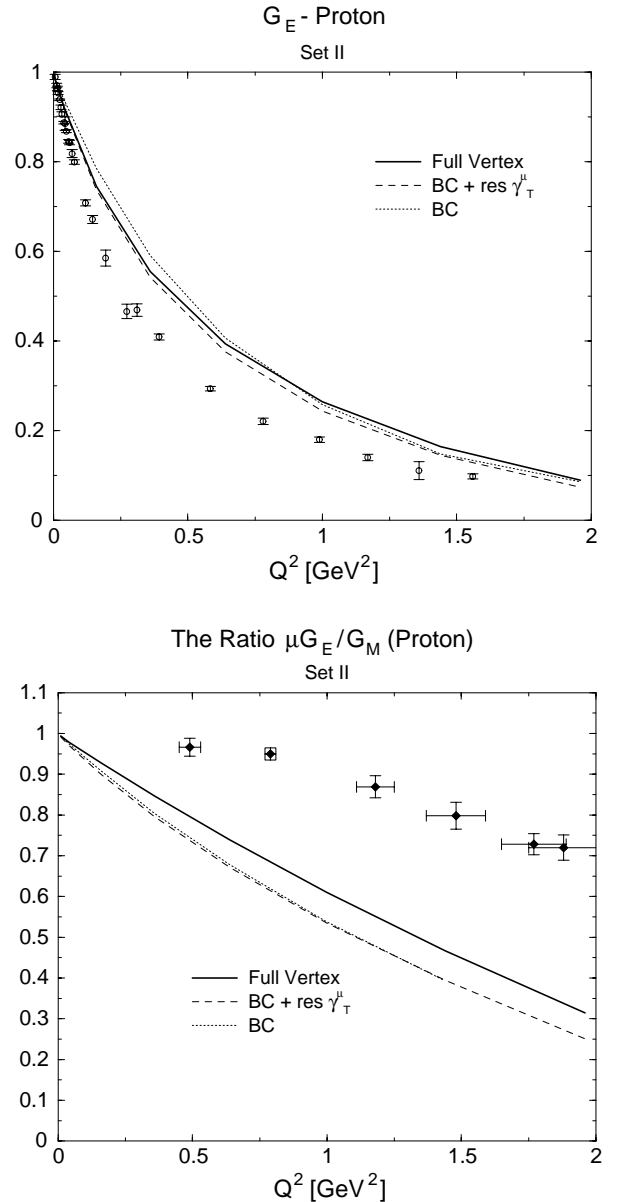 G_E - Proton
Set II
1
0.8
0.6
0.4
0.2
0
Full Vertex
BC + res γ^μ_T
BC
0 0.5 1 1.5 2
Q^2 [GeV^2]
The Ratio μG_E/G_M (Proton)
Set II
1.1
1
0.9
0.8
0.7
0.6
0.5
0.4
0.3
0.2
0.1
0
Full Vertex
BC + res γ^μ_T
BC
0 0.5 1 1.5 2
Q^2 [GeV^2]